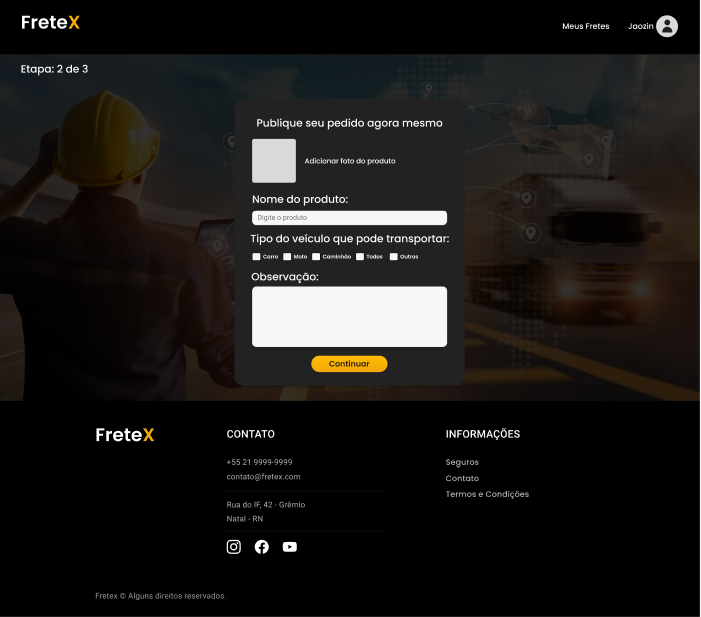 FreteX
Meus Fretes
Jaozin
Etapa: 2 de 3
Publique seu pedido agora mesmo
Adicionar foto do produto
Nome do produto:
Digite o produto
Tipo do veículo que pode transportar:
Carro Moto Caminhão Todos Outros
Observação:
Continuar
FreteX
CONTATO
+55 21 9999-9999
contato@fretex.com
Rua do IF, 42 - Grêmio
Natal - RN
INFORMAÇÕES
Seguros
Contato
Termos e Condições
Fretex © Alguns direitos reservados.